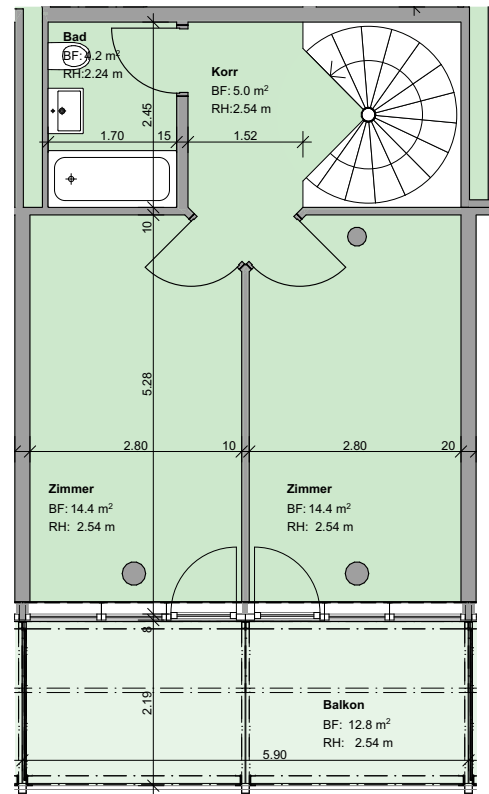 Bad
BF: 4.2 m²
RH:2.24 m
Korr
BF: 5.0 m²
RH:2.54 m
2.45
1.70
15
1.52
10
5.28
2.80
10
2.80
20
Zimmer
BF: 14.4 m²
RH: 2.54 m
Zimmer
BF: 14.4 m²
RH: 2.54 m
8
2.19
Balkon
BF: 12.8 m²
RH: 2.54 m
5.90